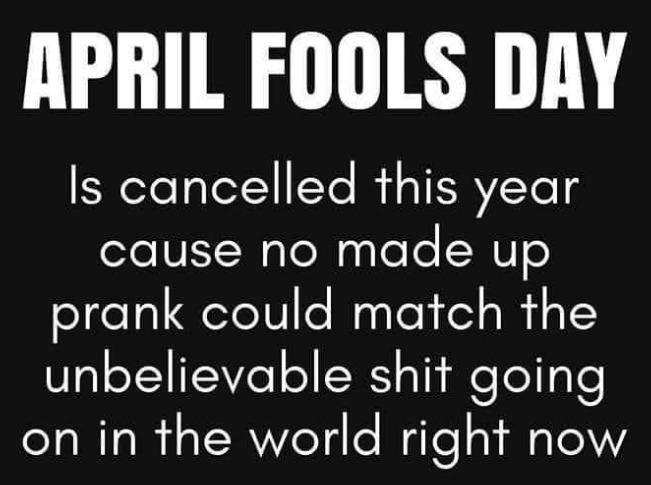 APRIL FOOLS DAY
Is cancelled this year
cause no made up
prank could match the
unbelievable shit going
on in the world right now